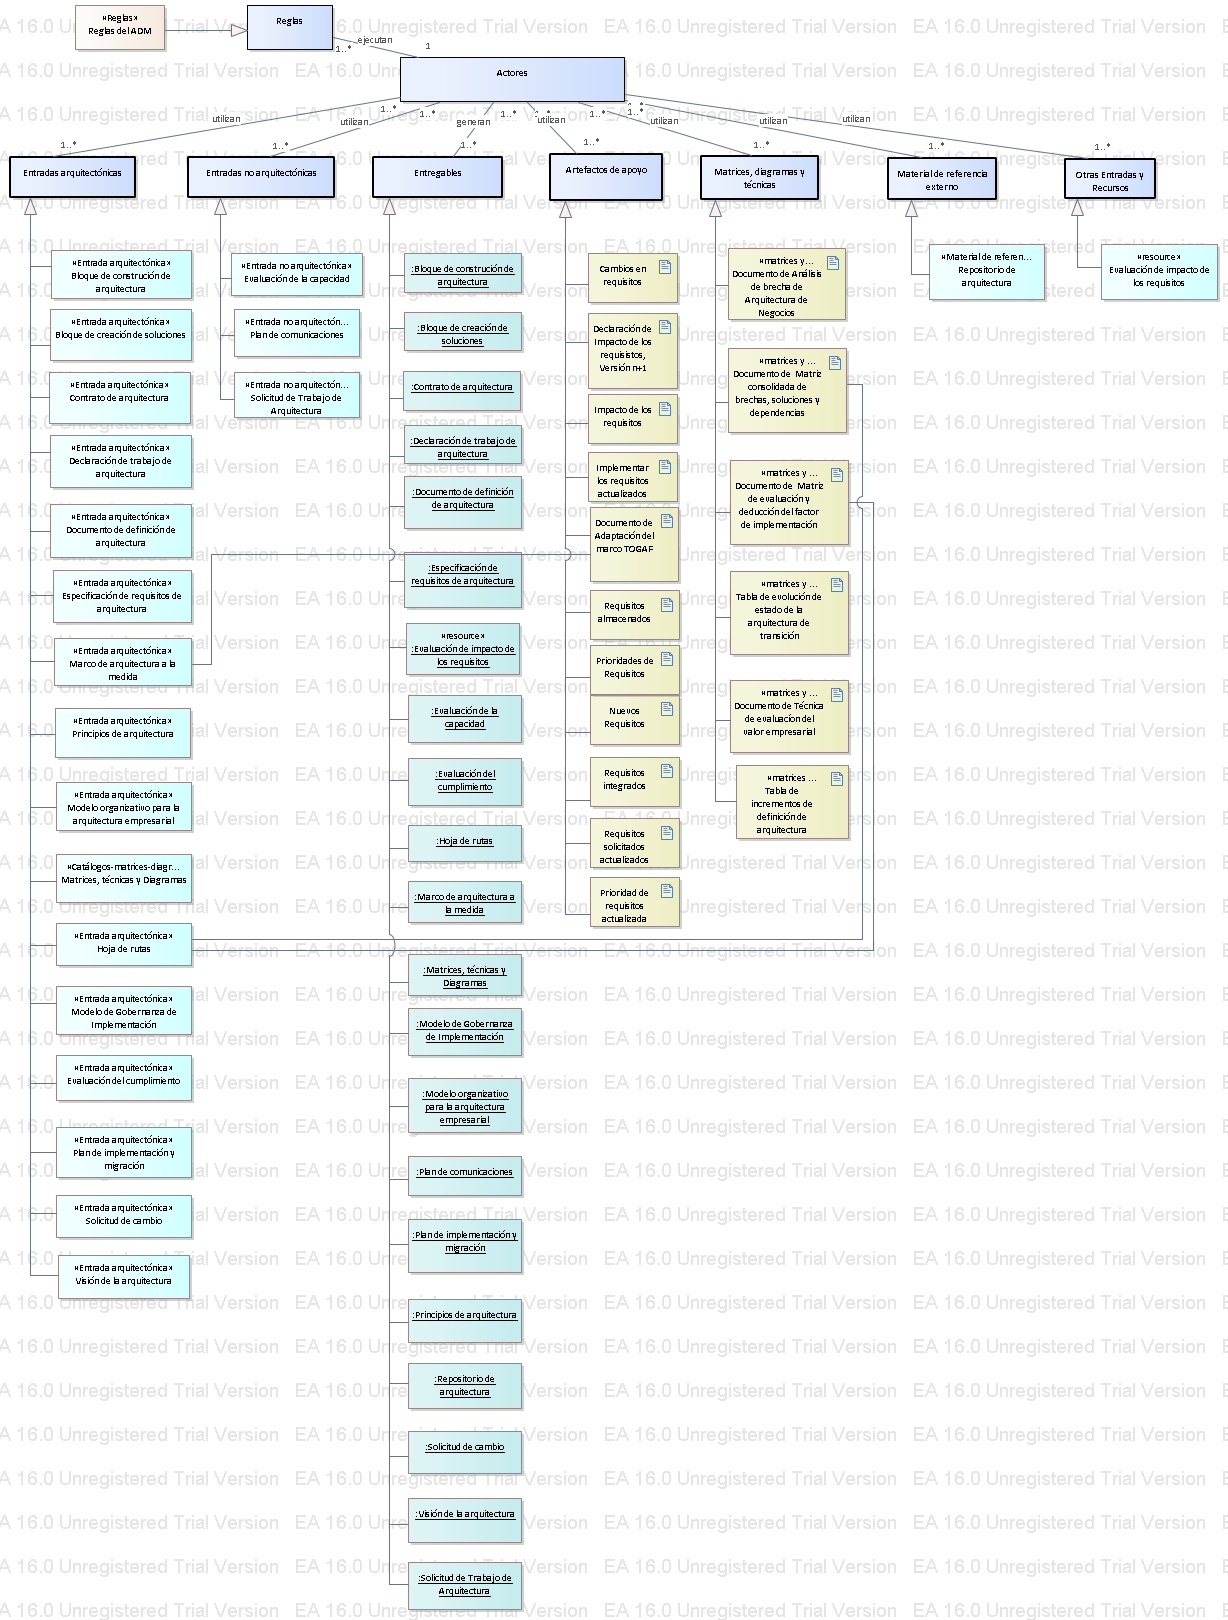 «Reglas»
Reglas del ADM
Reglas
ejecutan
1..*
1
Actores
utilizan
1..*
1..*
utilizan
1..*
1..*
generan
1..*
1..*
utilizan
1..*
1..*
utilizan
1..*
1..*
utilizan
1..*
1..*
utilizan
1..*
Entradas arquitectónicas
Entradas no arquitectónicas
Entregables
Artefactos de apoyo
Matrices, diagramas y
técnicas
Material de referencia
externo
Otras Entradas y
Recursos
«Entrada arquitectónica»
Bloque de construción de
arquitectura
«Entrada arquitectónica»
Bloque de creación de soluciones
«Entrada arquitectónica»
Contrato de arquitectura
«Entrada arquitectónica»
Declaración de trabajo de
arquitectura
«Entrada arquitectónica»
Documento de definición de
arquitectura
«Entrada arquitectónica»
Especificación de requisitos de
arquitectura
«Entrada arquitectónica»
Marco de arquitectura a la
medida
«Entrada arquitectónica»
Principios de arquitectura
«Entrada arquitectónica»
Modelo organizativo para la
arquitectura empresarial
«Catálogos-matrices-diagr...
Matrices, técnicas y Diagramas
«Entrada arquitectónica»
Hoja de rutas
«Entrada arquitectónica»
Modelo de Gobernanza de
Implementación
«Entrada arquitectónica»
Evaluación del cumplimiento
«Entrada arquitectónica»
Plan de implementación y
migración
«Entrada arquitectónica»
Solicitud de cambio
«Entrada arquitectónica»
Visión de la arquitectura
«Entrada no arquitectónica»
Evaluación de la capacidad
«Entrada no arquitectón...
Plan de comunicaciones
«Entrada no arquitectón...
Solicitud de Trabajo de
Arquitectura
:Bloque de construción de
arquitectura
:Bloque de creación de
soluciones
:Contrato de arquitectura
:Declaración de trabajo de
arquitectura
:Documento de definición
de arquitectura
:Especificación de
requisitos de arquitectura
«resource»
:Evaluación de impacto de
los requisitos
:Evaluación de la
capacidad
:Evaluación del
cumplimiento
:Hoja de rutas
:Marco de arquitectura a
la medida
:Matrices, técnicas y
Diagramas
:Modelo de Gobernanza
de Implementación
:Modelo organizativo
para la arquitectura
empresarial
:Plan de comunicaciones
:Plan de implementación y
migración
:Principios de arquitectura
:Repositorio de
arquitectura
:Solicitud de cambio
:Visión de la arquitectura
:Solicitud de Trabajo de
Arquitectura
Cambios en
requisitos
Declaración de
Impacto de los
requisistos,
Versión n+1
Impacto de los
requisitos
Implementar
los requisitos
actualizados
Documento de
Adaptación del
marco TOGAF
Requisitos
almacenados
Prioridades de
Requisitos
Nuevos
Requisitos
Requisitos
integrados
Requisitos
solicitados
actualizados
Prioridad de
requisitos
actualizada
«matrices y...
Documento de Análisis
de brecha de
Arquitectura de
Negocios
«matrices y ...
Documento de Matriz
consolidada de
brechas, soluciones y
dependencias
«matrices y ...
Documento de Matriz
de evaluación y
deducción del factor
de implementación
«matrices y ...
Tabla de evolución de
estado de la
arquitectura de
transición
«matrices y ...
Documento de Técnica
de evaluación del
valor empresarial
«matrices ...
Tabla de
incrementos de
definición de
arquitectura
«Material de referen...
Repositorio de
arquitectura
«resource»
Evaluación de impacto de
los requisitos
EA 16.0 Unregistered Trial Version